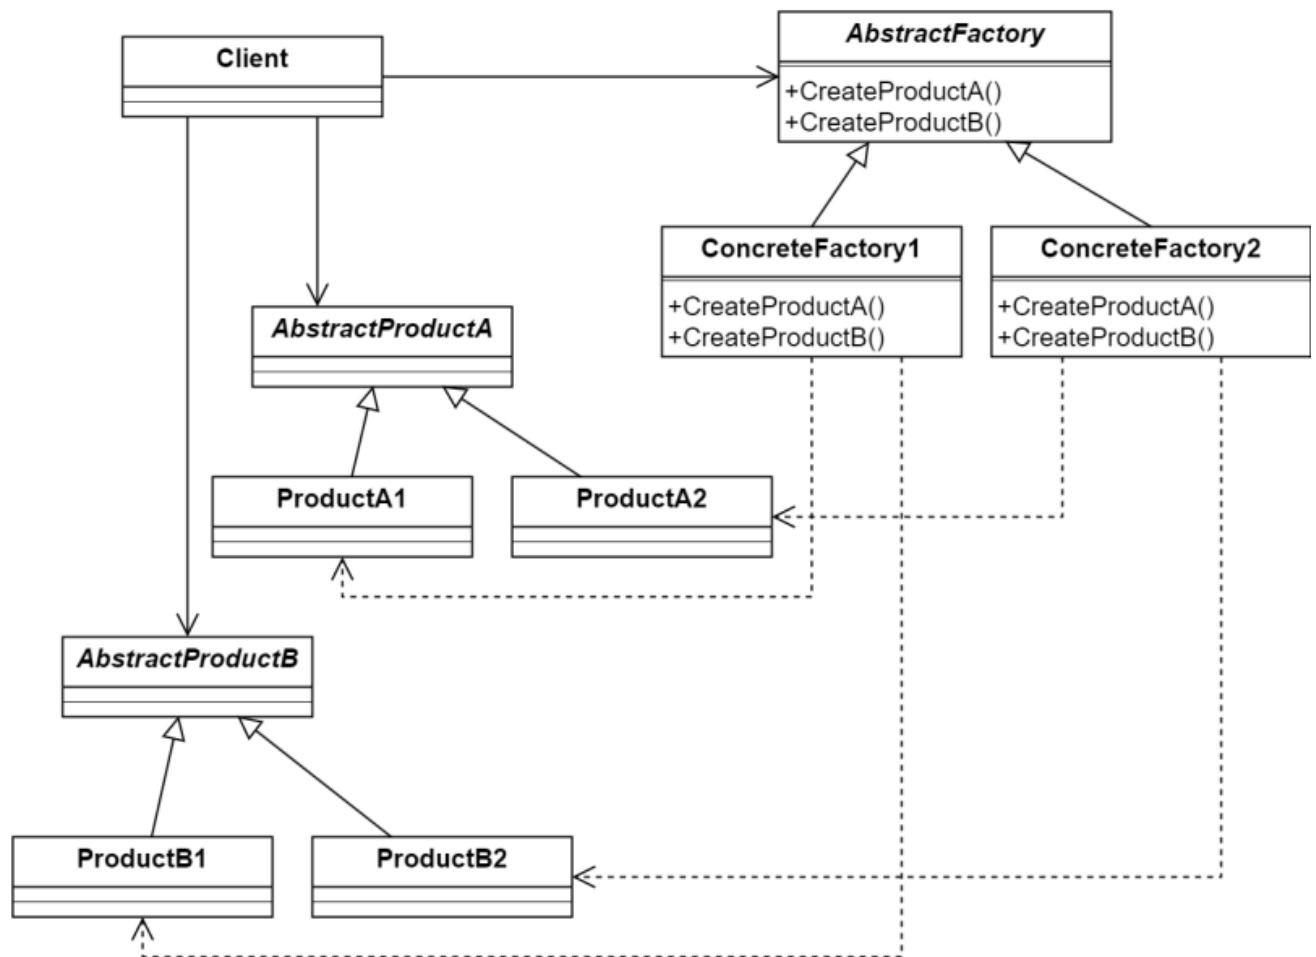 Client
AbstractFactory
+CreateProductA()
+CreateProductB()
ConcreteFactory1
+CreateProductA()
+CreateProductB()
ConcreteFactory2
+CreateProductA()
+CreateProductB()
AbstractProductA
ProductA1
ProductA2
AbstractProductB
ProductB1
ProductB2